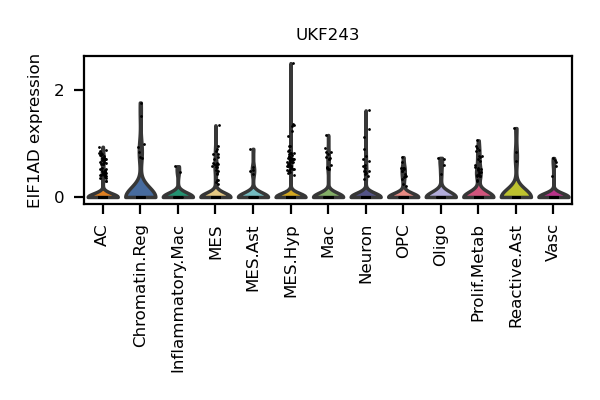 UKF243
EIF1AD expression
2
0
AC
Chromatin.Reg
Inflammatory.Mac
MES
MES.Ast
MES.Hyp
Mac
Neuron
OPC
Oligo
Prolif.Metab
Reactive.Ast
Vasc